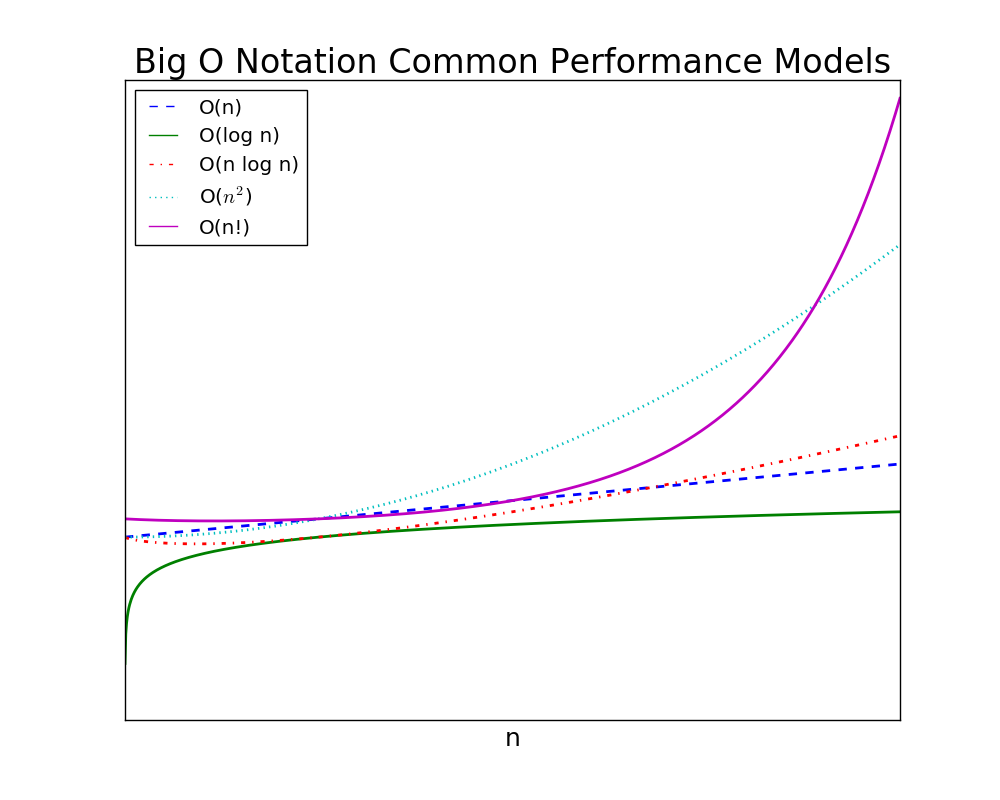 Big O Notation Common Performance Models
O(n)
O(log n)
O(n log n)
O(n²)
O(n!)
n